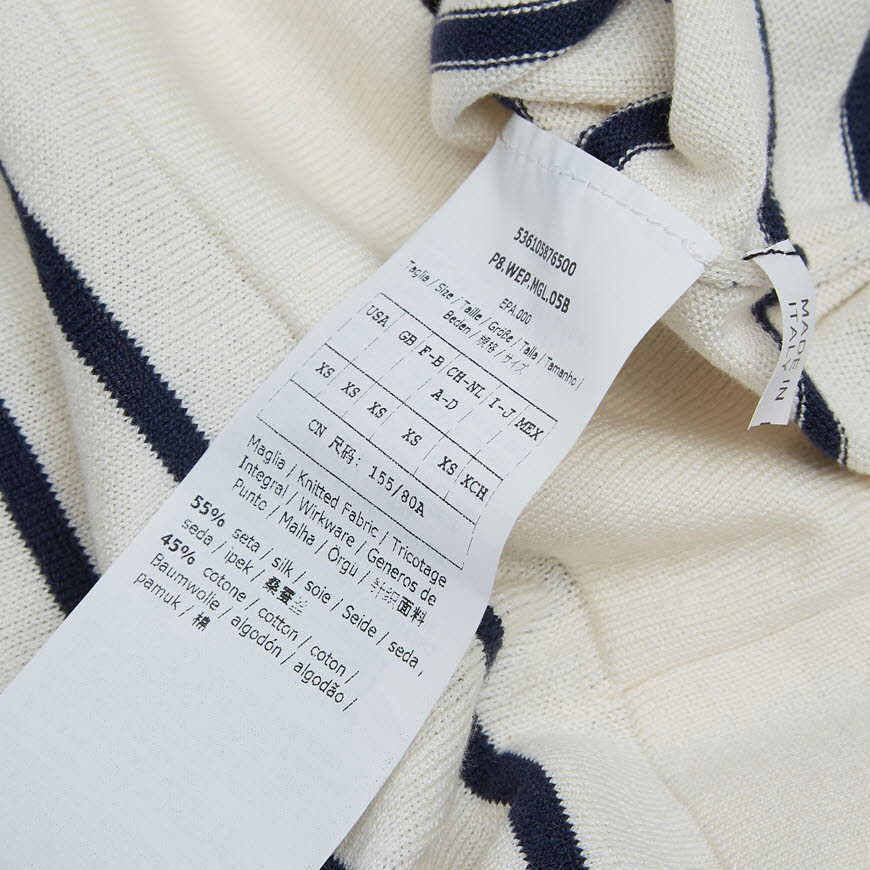 536105876500
P8.WEP.MGL.05B
EPA.000
Taglia / Size / Taille / Größe / Talla / Tamanho /
Beden / 规格 / サイズ
USA GB F-B CH-NL I-J MEX
A-D
XS XS XS XS XS XCH
CN 尺码: 155/80A
Maglia / Knitted Fabric / Tricotage
Integral / Wirkware / Generos de
Punto / Malha / Örgü / 针织面料
55% seta / silk / soie / Seide / seda,
seda / ipek / 桑蚕丝
45% cotone / cotton / coton /
Baumwolle / algodón / algodão /
pamuk / 棉
MADE IN
ITALY